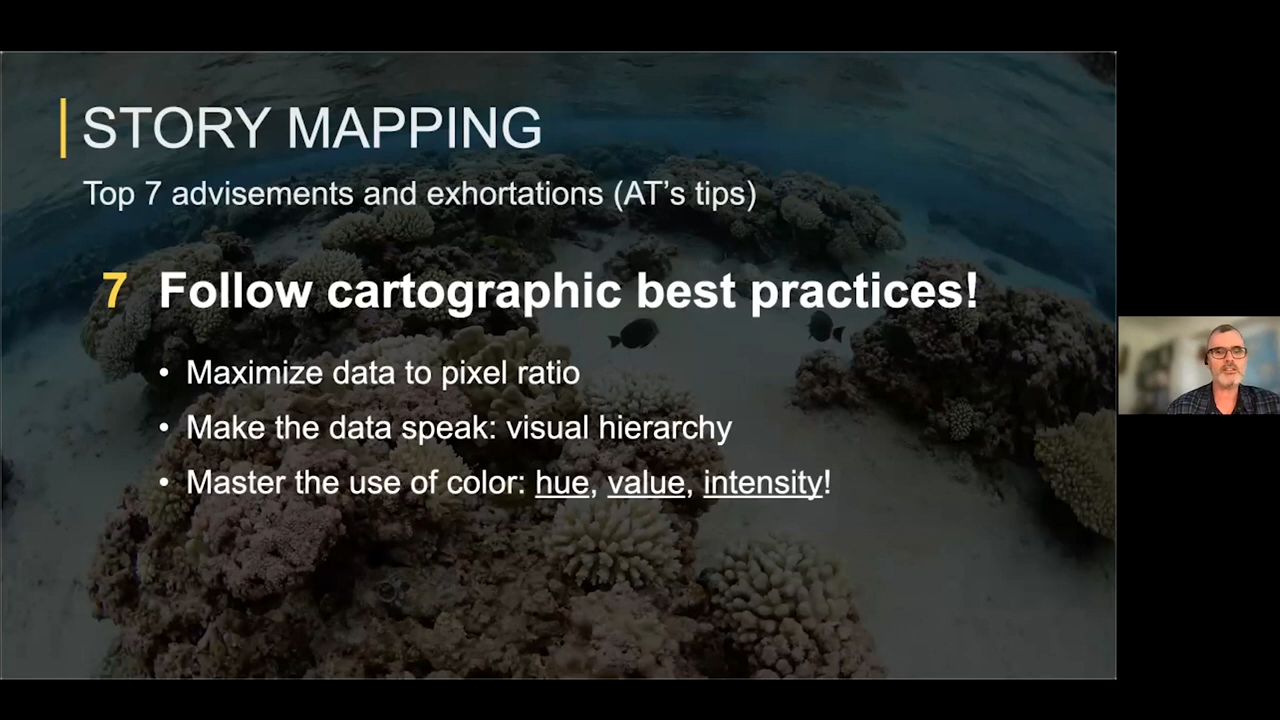 STORY MAPPING
Top 7 advisements and exhortations (AT's tips)
7 Follow cartographic best practices!
• Maximize data to pixel ratio
• Make the data speak: visual hierarchy
• Master the use of color: hue, value, intensity!